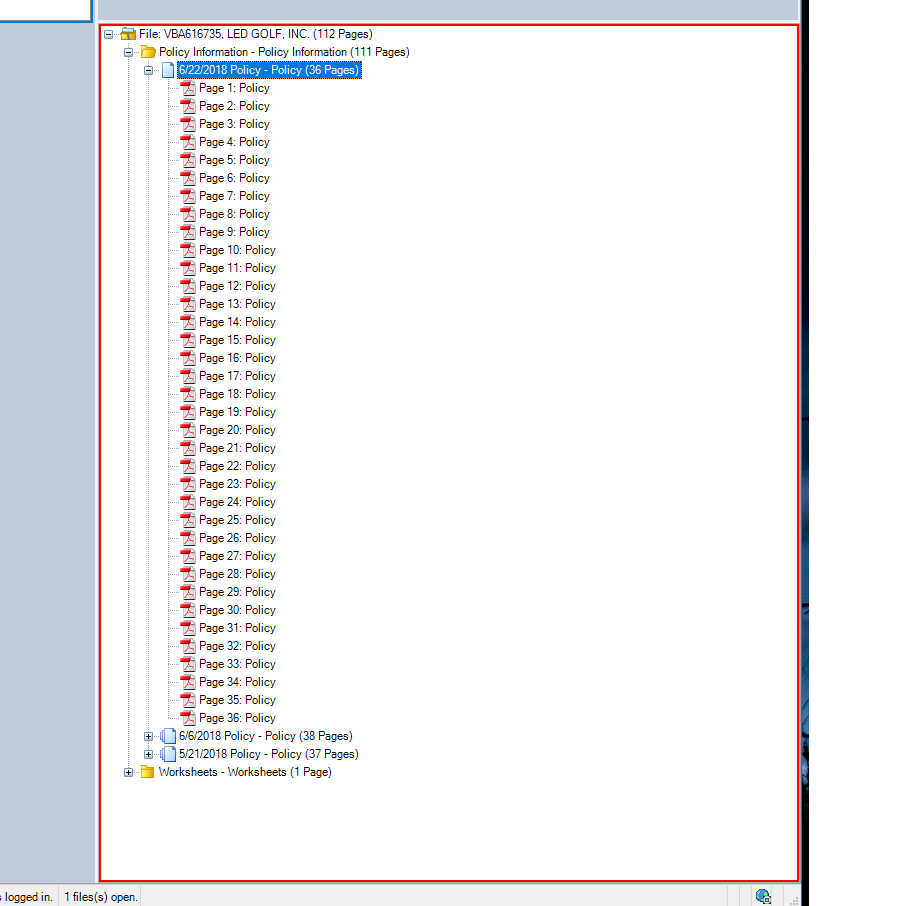 File: VBA616735, LED GOLF, INC. (112 Pages)
Policy Information - Policy Information (111 Pages)
6/22/2018 Policy - Policy (36 Pages)
Page 1: Policy
Page 2: Policy
Page 3: Policy
Page 4: Policy
Page 5: Policy
Page 6: Policy
Page 7: Policy
Page 8: Policy
Page 9: Policy
Page 10: Policy
Page 11: Policy
Page 12: Policy
Page 13: Policy
Page 14: Policy
Page 15: Policy
Page 16: Policy
Page 17: Policy
Page 18: Policy
Page 19: Policy
Page 20: Policy
Page 21: Policy
Page 22: Policy
Page 23: Policy
Page 24: Policy
Page 25: Policy
Page 26: Policy
Page 27: Policy
Page 28: Policy
Page 29: Policy
Page 30: Policy
Page 31: Policy
Page 32: Policy
Page 33: Policy
Page 34: Policy
Page 35: Policy
Page 36: Policy
6/6/2018 Policy - Policy (38 Pages)
5/21/2018 Policy - Policy (37 Pages)
Worksheets - Worksheets (1 Page)
s logged in. 1 files(s) open.